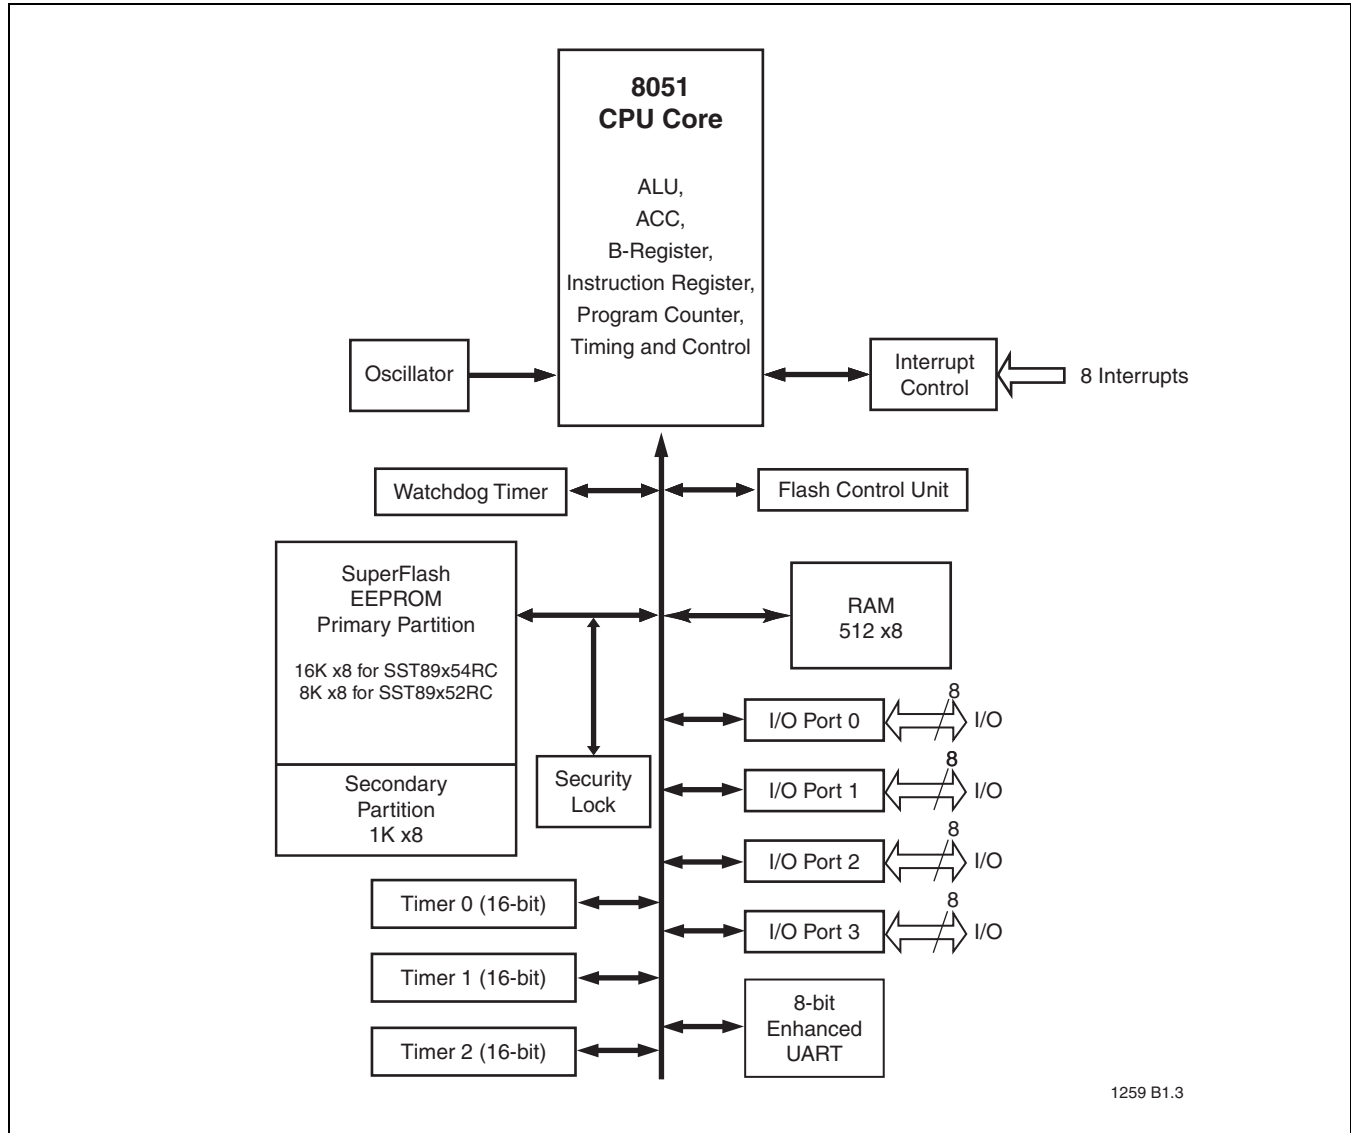 8051
CPU Core
ALU,
ACC,
B-Register,
Instruction Register,
Program Counter,
Timing and Control
Oscillator
Interrupt
Control
8 Interrupts
Watchdog Timer
Flash Control Unit
SuperFlash
EEPROM
Primary Partition
16K x8 for SST89x54RC
8K x8 for SST89x52RC
RAM
512 x8
Secondary
Partition
1K x8
Security
Lock
I/O Port 0
8
I/O
I/O Port 1
8
I/O
I/O Port 2
8
I/O
I/O Port 3
8
I/O
Timer 0 (16-bit)
Timer 1 (16-bit)
Timer 2 (16-bit)
8-bit
Enhanced
UART
1259 B1.3